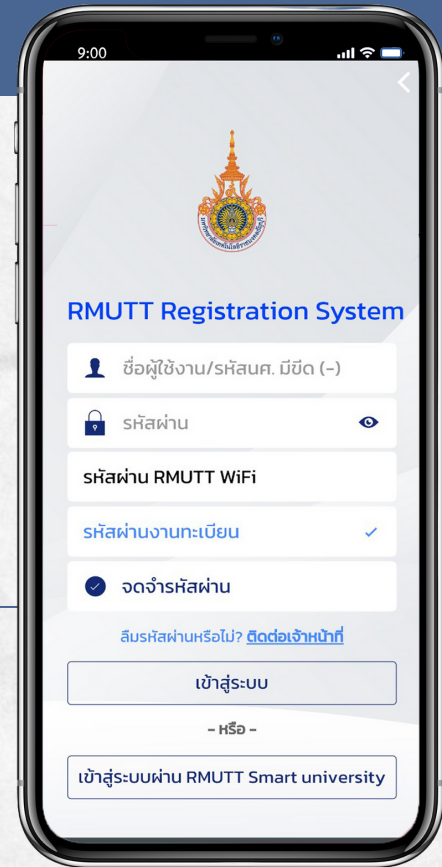 9:00
RMUTT Registration System
ชื่อผู้ใช้งาน/รหัสนศ. มีขีด (-)
รหัสผ่าน
รหัสผ่าน RMUTT WiFi
รหัสผ่านงานทะเบียน
จดจำรหัสผ่าน
ลืมรหัสผ่านหรือไม่? ติดต่อเจ้าหน้าที่
เข้าสู่ระบบ
- หรือ -
เข้าสู่ระบบผ่าน RMUTT Smart university